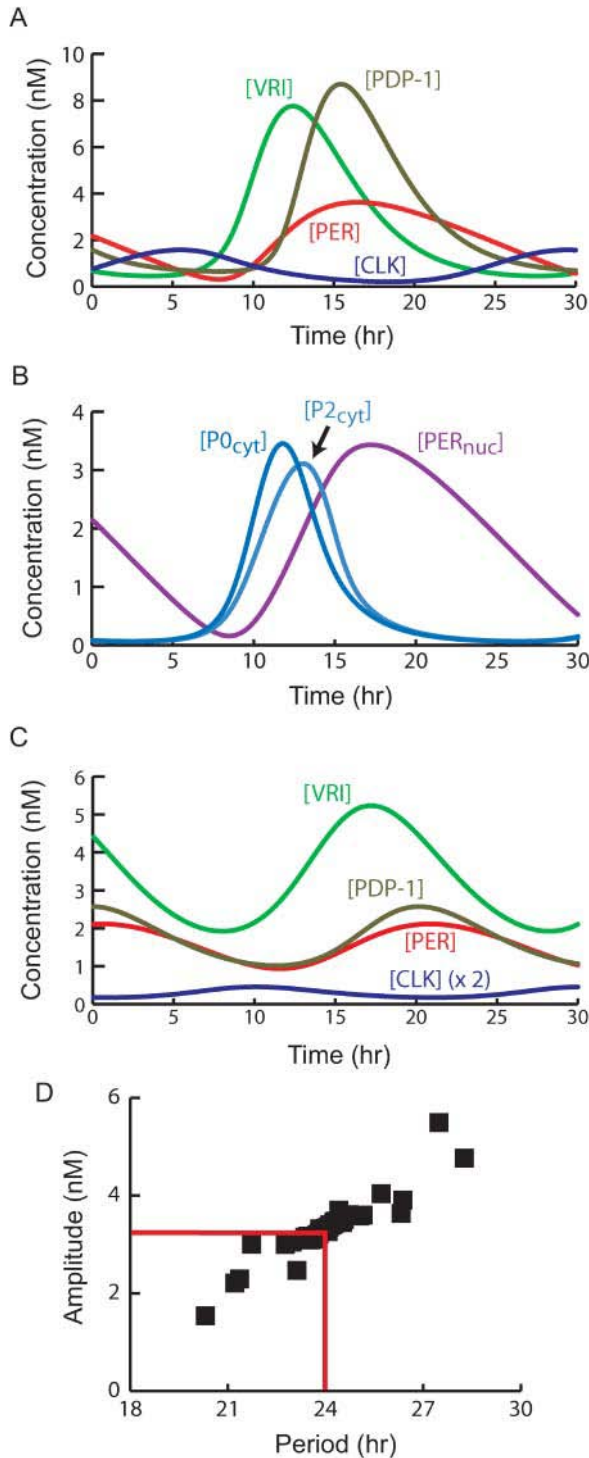 A
Concentration (nM)
10
8
6
4
2
0
[VRI]
[PDP-1]
[PER]
[CLK]
0 5 10 15 20 25 30
Time (hr)
B
Concentration (nM)
4
3
2
1
0
[P0cyt]
[P2cyt]
[PERnuc]
0 5 10 15 20 25 30
Time (hr)
C
Concentration (nM)
6
5
4
3
2
1
0
[VRI]
[PDP-1]
[PER]
[CLK] (x 2)
0 5 10 15 20 25 30
Time (hr)
D
Amplitude (nM)
6
4
2
0
18 21 24 27 30
Period (hr)